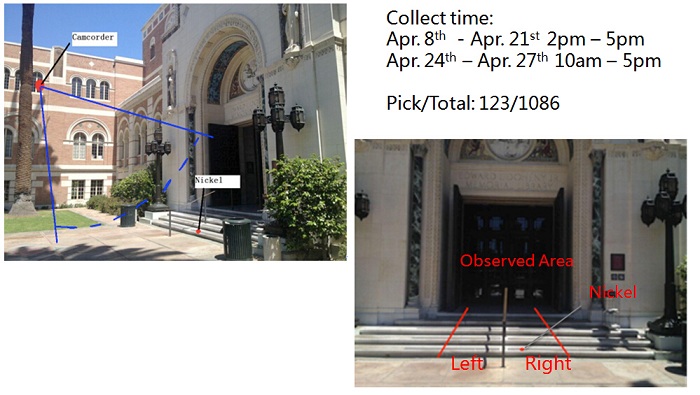 Camcorder
Nickel
Collect time:
Apr. 8th - Apr. 21st 2pm – 5pm
Apr. 24th – Apr. 27th 10am – 5pm
Pick/Total: 123/1086
Observed Area
Nickel
Left
Right